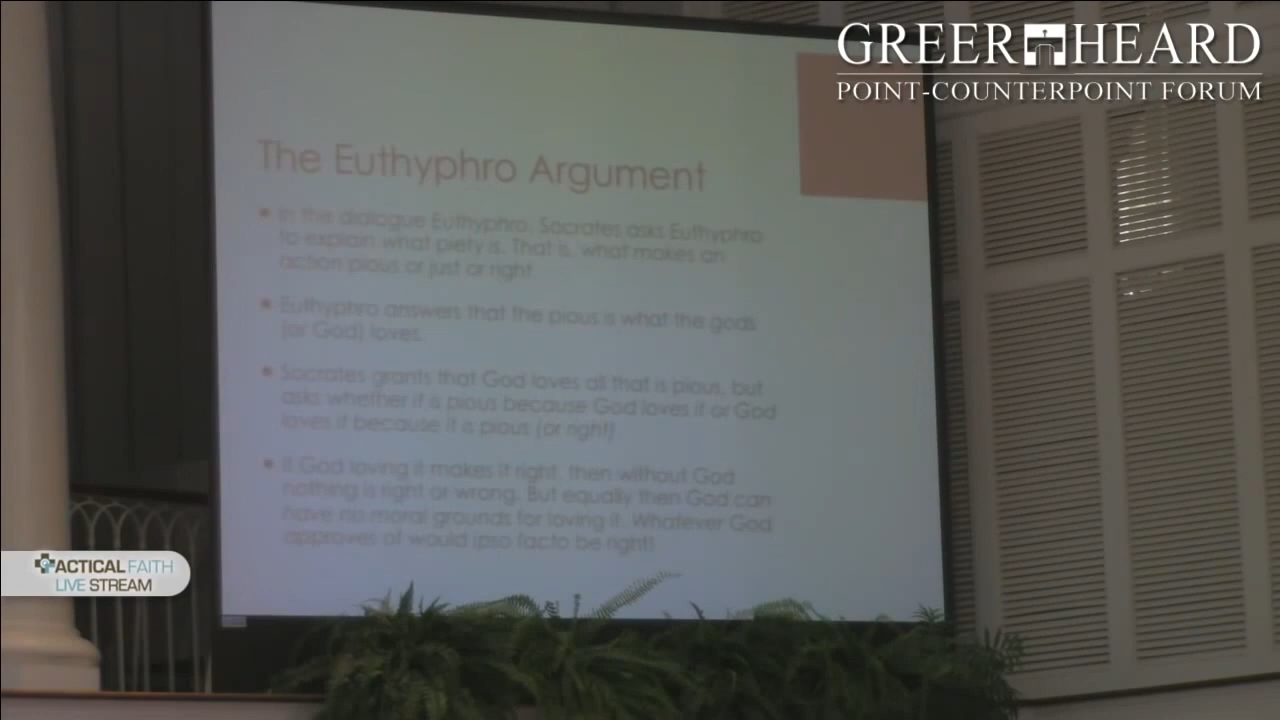 GREER HEARD
POINT-COUNTERPOINT FORUM
The Euthyphro Argument
In the dialogue Euthyphro, Socrates asks Euthyphro
to explain what piety is. That is, what makes an
action pious or just or right
Euthyphro answers that the pious is what the gods
(or God) loves.
Socrates grants that God loves all that is pious, but
asks whether it is pious because God loves it or God
loves it because it is pious (or right)
If God loving it makes it right, then without God
nothing is right or wrong. But equally then God can
have no moral grounds for loving it. Whatever God
approves of would ipso facto be right!
TACTICAL FAITH
LIVE STREAM